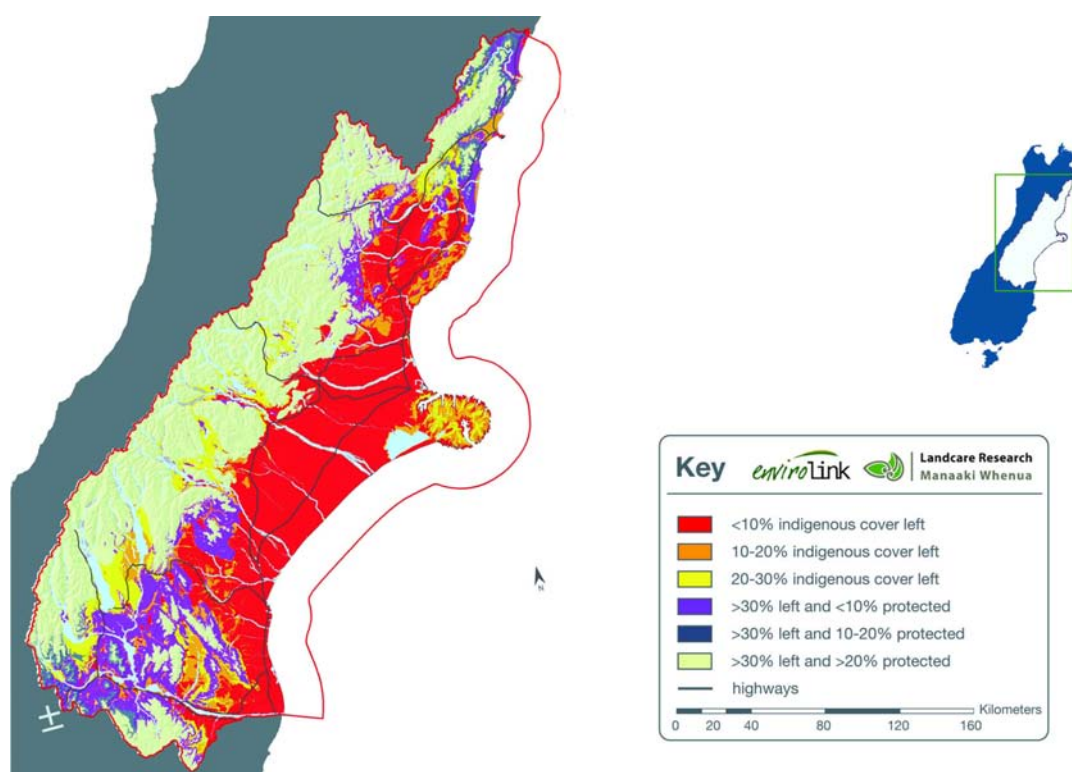 N
Key
envirolink
Landcare Research
Manaaki Whenua
<10% indigenous cover left
10-20% indigenous cover left
20-30% indigenous cover left
>30% left and <10% protected
>30% left and 10-20% protected
>30% left and >20% protected
highways
Kilometers
0 20 40 80 120 160